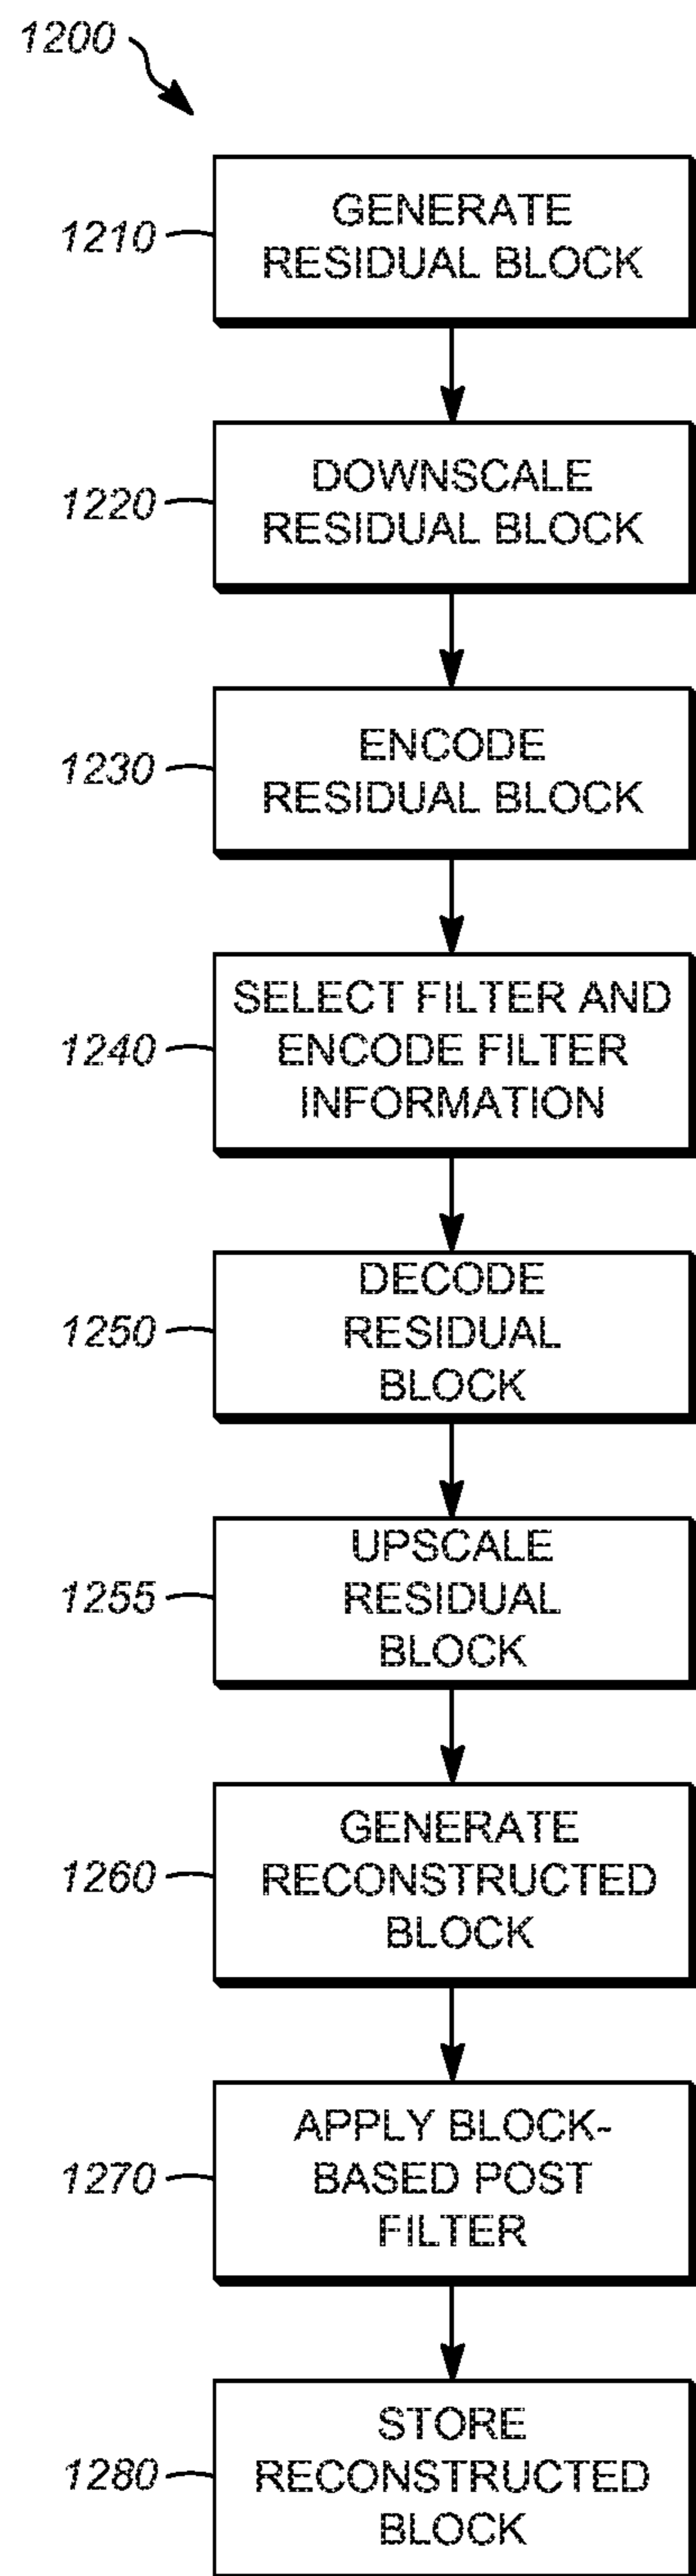 1200
1210
GENERATE
RESIDUAL BLOCK
1220
DOWNSCALE
RESIDUAL BLOCK
1230
ENCODE
RESIDUAL BLOCK
1240
SELECT FILTER AND
ENCODE FILTER
INFORMATION
1250
DECODE
RESIDUAL
BLOCK
1255
UPSCALE
RESIDUAL
BLOCK
1260
GENERATE
RECONSTRUCTED
BLOCK
1270
APPLY BLOCK-
BASED POST
FILTER
1280
STORE
RECONSTRUCTED
BLOCK